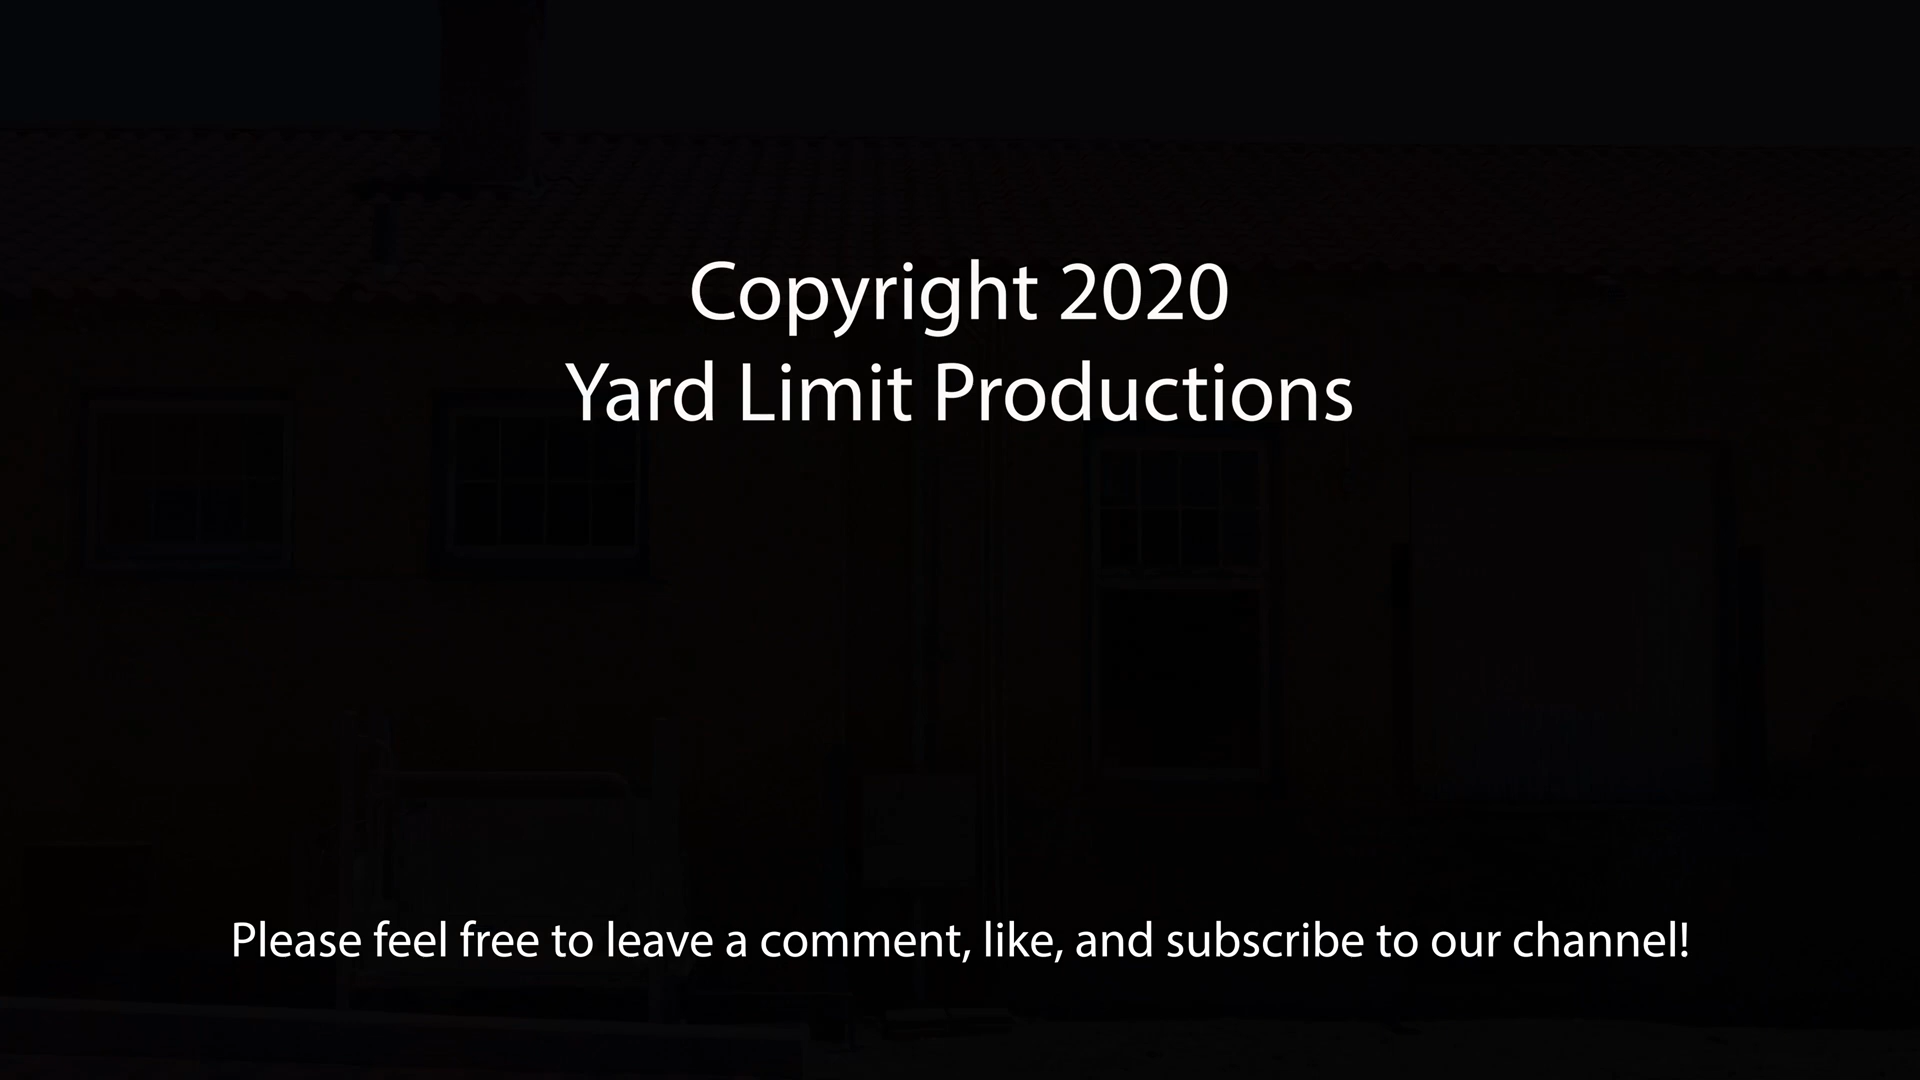 Copyright 2020
Yard Limit Productions
Please feel free to leave a comment, like, and subscribe to our channel!